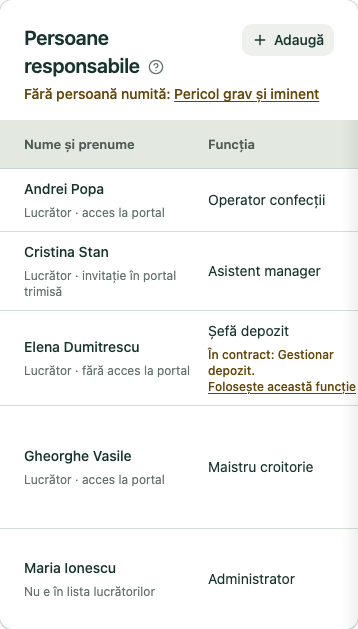 Persoane
responsabile
+ Adaugă
Fără persoană numită: Pericol grav și iminent
Nume și prenume
Funcția
Andrei Popa
Lucrător · acces la portal
Operator confecții
Cristina Stan
Lucrător · invitație în portal
trimisă
Asistent manager
Elena Dumitrescu
Lucrător · fără acces la portal
Șefă depozit
În contract: Gestionar
depozit.
Folosește această funcție
Gheorghe Vasile
Lucrător · acces la portal
Maistru croitorie
Maria Ionescu
Nu e în lista lucrătorilor
Administrator